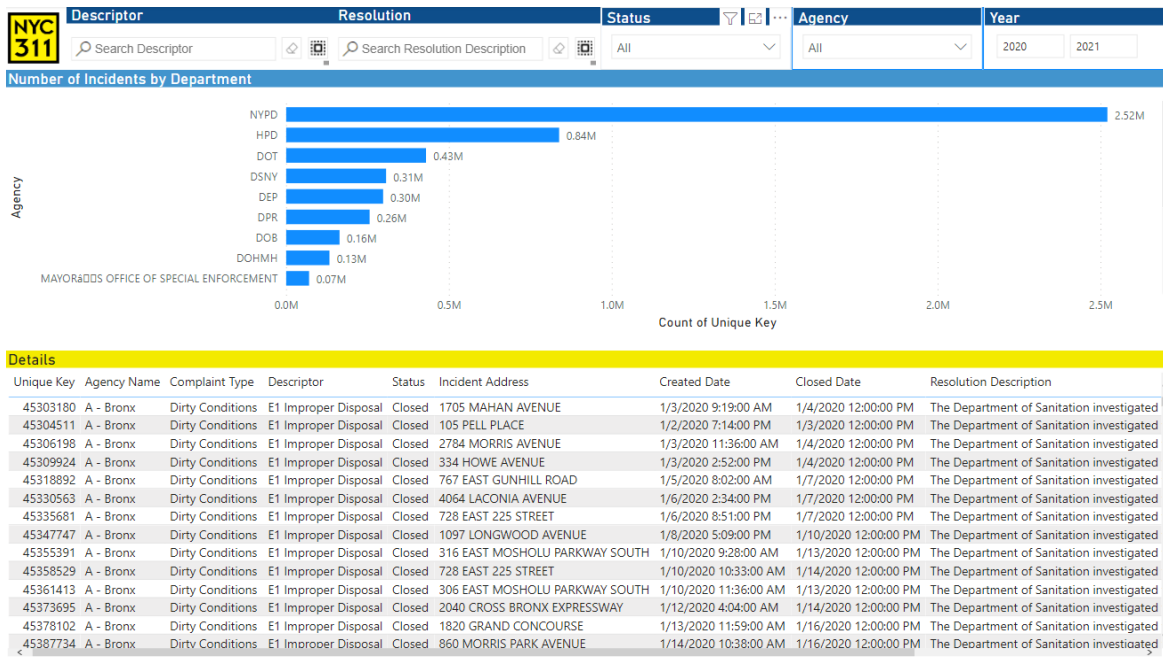 NYC
311
Descriptor
Search Descriptor
Resolution
Search Resolution Description
Status
All
Agency
All
Year
2020 2021
Number of Incidents by Department
Agency
NYPD 2.52M
HPD 0.84M
DOT 0.43M
DSNY 0.31M
DEP 0.30M
DPR 0.26M
DOB 0.16M
DOHMH 0.13M
MAYORâ□□S OFFICE OF SPECIAL ENFORCEMENT 0.07M
0.0M 0.5M 1.0M 1.5M 2.0M 2.5M
Count of Unique Key
Details
Unique Key Agency Name Complaint Type Descriptor Status Incident Address Created Date Closed Date Resolution Description
45303180 A - Bronx Dirty Conditions E1 Improper Disposal Closed 1705 MAHAN AVENUE 1/3/2020 9:19:00 AM 1/4/2020 12:00:00 PM The Department of Sanitation investigated
45304511 A - Bronx Dirty Conditions E1 Improper Disposal Closed 105 PELL PLACE 1/2/2020 7:14:00 PM 1/3/2020 12:00:00 PM The Department of Sanitation investigated
45306198 A - Bronx Dirty Conditions E1 Improper Disposal Closed 2784 MORRIS AVENUE 1/3/2020 11:36:00 AM 1/4/2020 12:00:00 PM The Department of Sanitation investigated
45309924 A - Bronx Dirty Conditions E1 Improper Disposal Closed 334 HOWE AVENUE 1/3/2020 2:52:00 PM 1/4/2020 12:00:00 PM The Department of Sanitation investigated
45318892 A - Bronx Dirty Conditions E1 Improper Disposal Closed 767 EAST GUNHILL ROAD 1/5/2020 8:02:00 AM 1/7/2020 12:00:00 PM The Department of Sanitation investigated
45330563 A - Bronx Dirty Conditions E1 Improper Disposal Closed 4064 LACONIA AVENUE 1/6/2020 2:34:00 PM 1/7/2020 12:00:00 PM The Department of Sanitation investigated
45335681 A - Bronx Dirty Conditions E1 Improper Disposal Closed 728 EAST 225 STREET 1/6/2020 8:51:00 PM 1/7/2020 12:00:00 PM The Department of Sanitation investigated
45347747 A - Bronx Dirty Conditions E1 Improper Disposal Closed 1097 LONGWOOD AVENUE 1/8/2020 5:09:00 PM 1/10/2020 12:00:00 PM The Department of Sanitation investigated
45355391 A - Bronx Dirty Conditions E1 Improper Disposal Closed 316 EAST MOSHOLU PARKWAY SOUTH 1/10/2020 9:28:00 AM 1/13/2020 12:00:00 PM The Department of Sanitation investigated
45358529 A - Bronx Dirty Conditions E1 Improper Disposal Closed 728 EAST 225 STREET 1/10/2020 10:33:00 AM 1/14/2020 12:00:00 PM The Department of Sanitation investigated
45361413 A - Bronx Dirty Conditions E1 Improper Disposal Closed 306 EAST MOSHOLU PARKWAY SOUTH 1/10/2020 11:36:00 AM 1/13/2020 12:00:00 PM The Department of Sanitation investigated
45373695 A - Bronx Dirty Conditions E1 Improper Disposal Closed 2040 CROSS BRONX EXPRESSWAY 1/12/2020 4:04:00 AM 1/14/2020 12:00:00 PM The Department of Sanitation investigated
45378102 A - Bronx Dirty Conditions E1 Improper Disposal Closed 1820 GRAND CONCOURSE 1/13/2020 11:59:00 AM 1/16/2020 12:00:00 PM The Department of Sanitation investigated
45387734 A - Bronx Dirty Conditions E1 Improper Disposal Closed 860 MORRIS PARK AVENUE 1/14/2020 10:38:00 AM 1/16/2020 12:00:00 PM The Department of Sanitation investigated